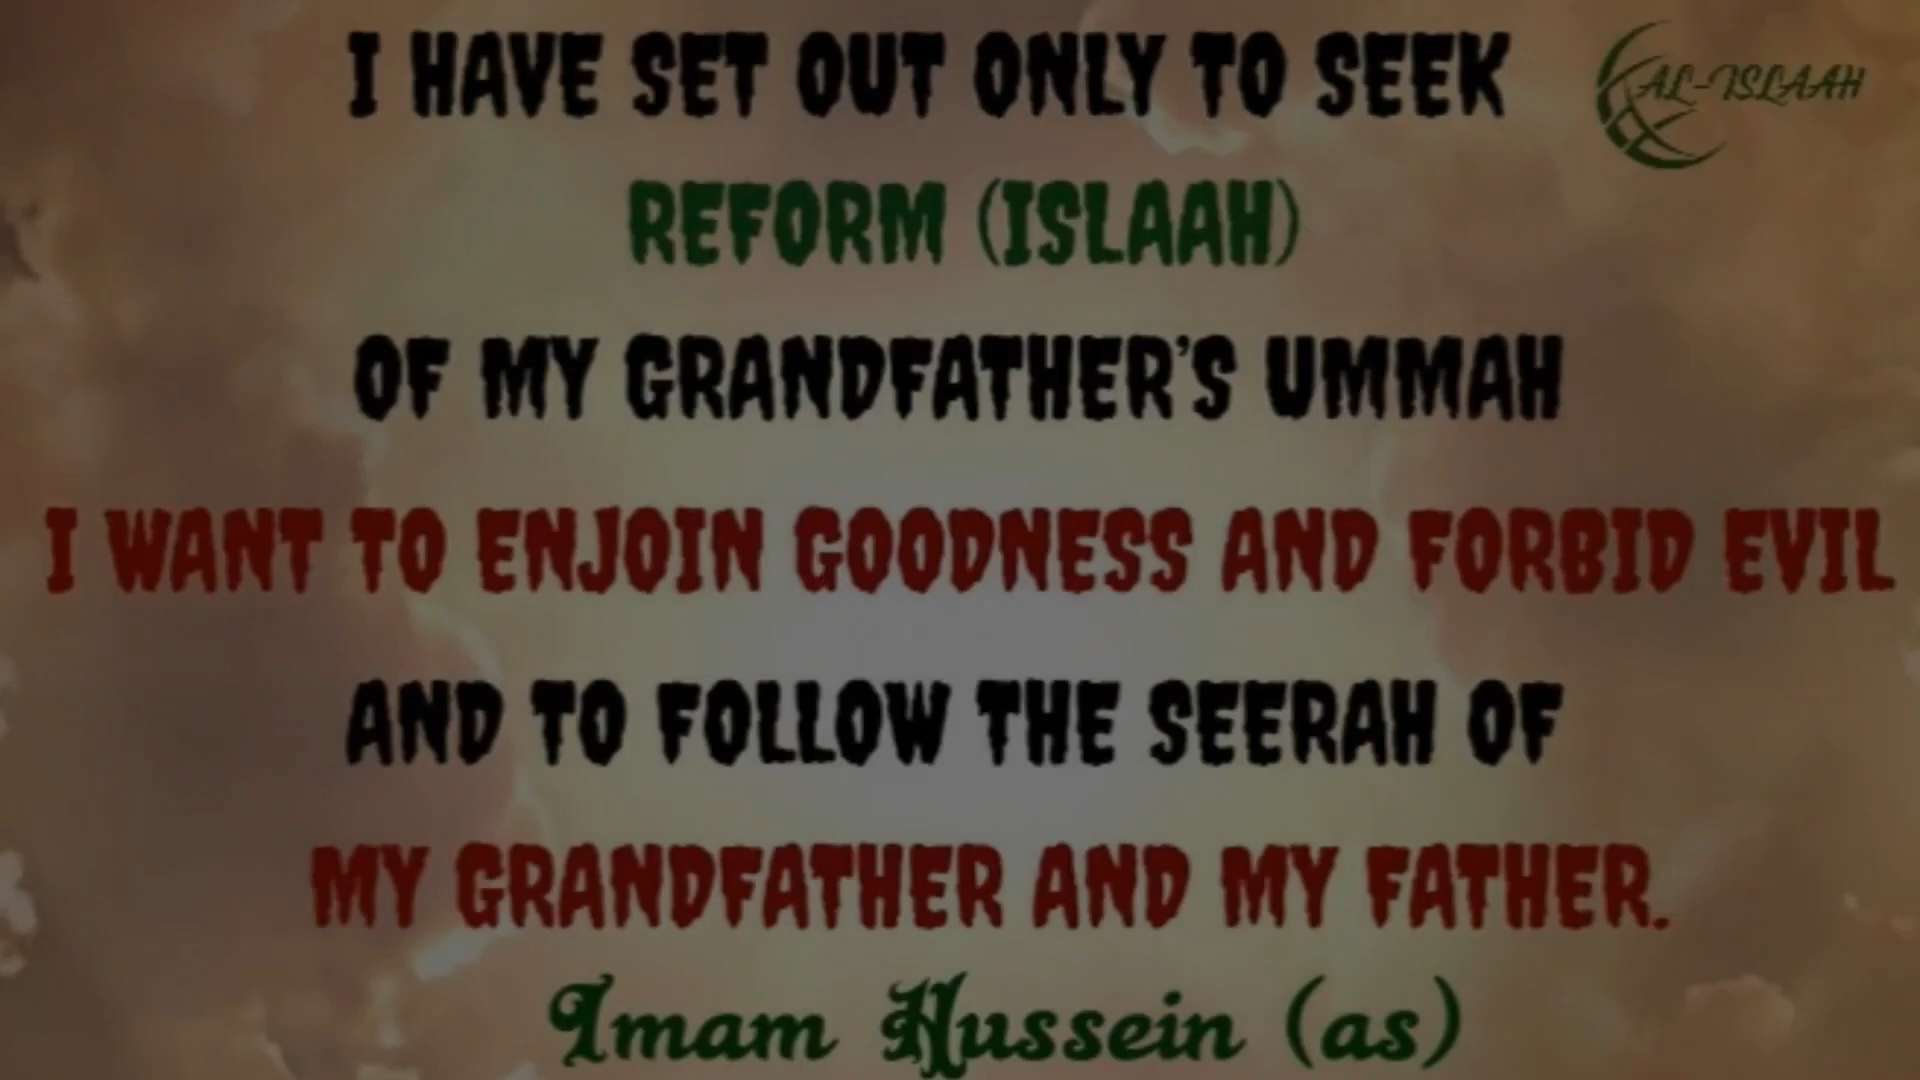 I HAVE SET OUT ONLY TO SEEK
AL-ISLAAH
REFORM (ISLAAH)
OF MY GRANDFATHER'S UMMAH
I WANT TO ENJOIN GOODNESS AND FORBID EVIL
AND TO FOLLOW THE SEERAH OF
MY GRANDFATHER AND MY FATHER.
Imam Hussein (as)